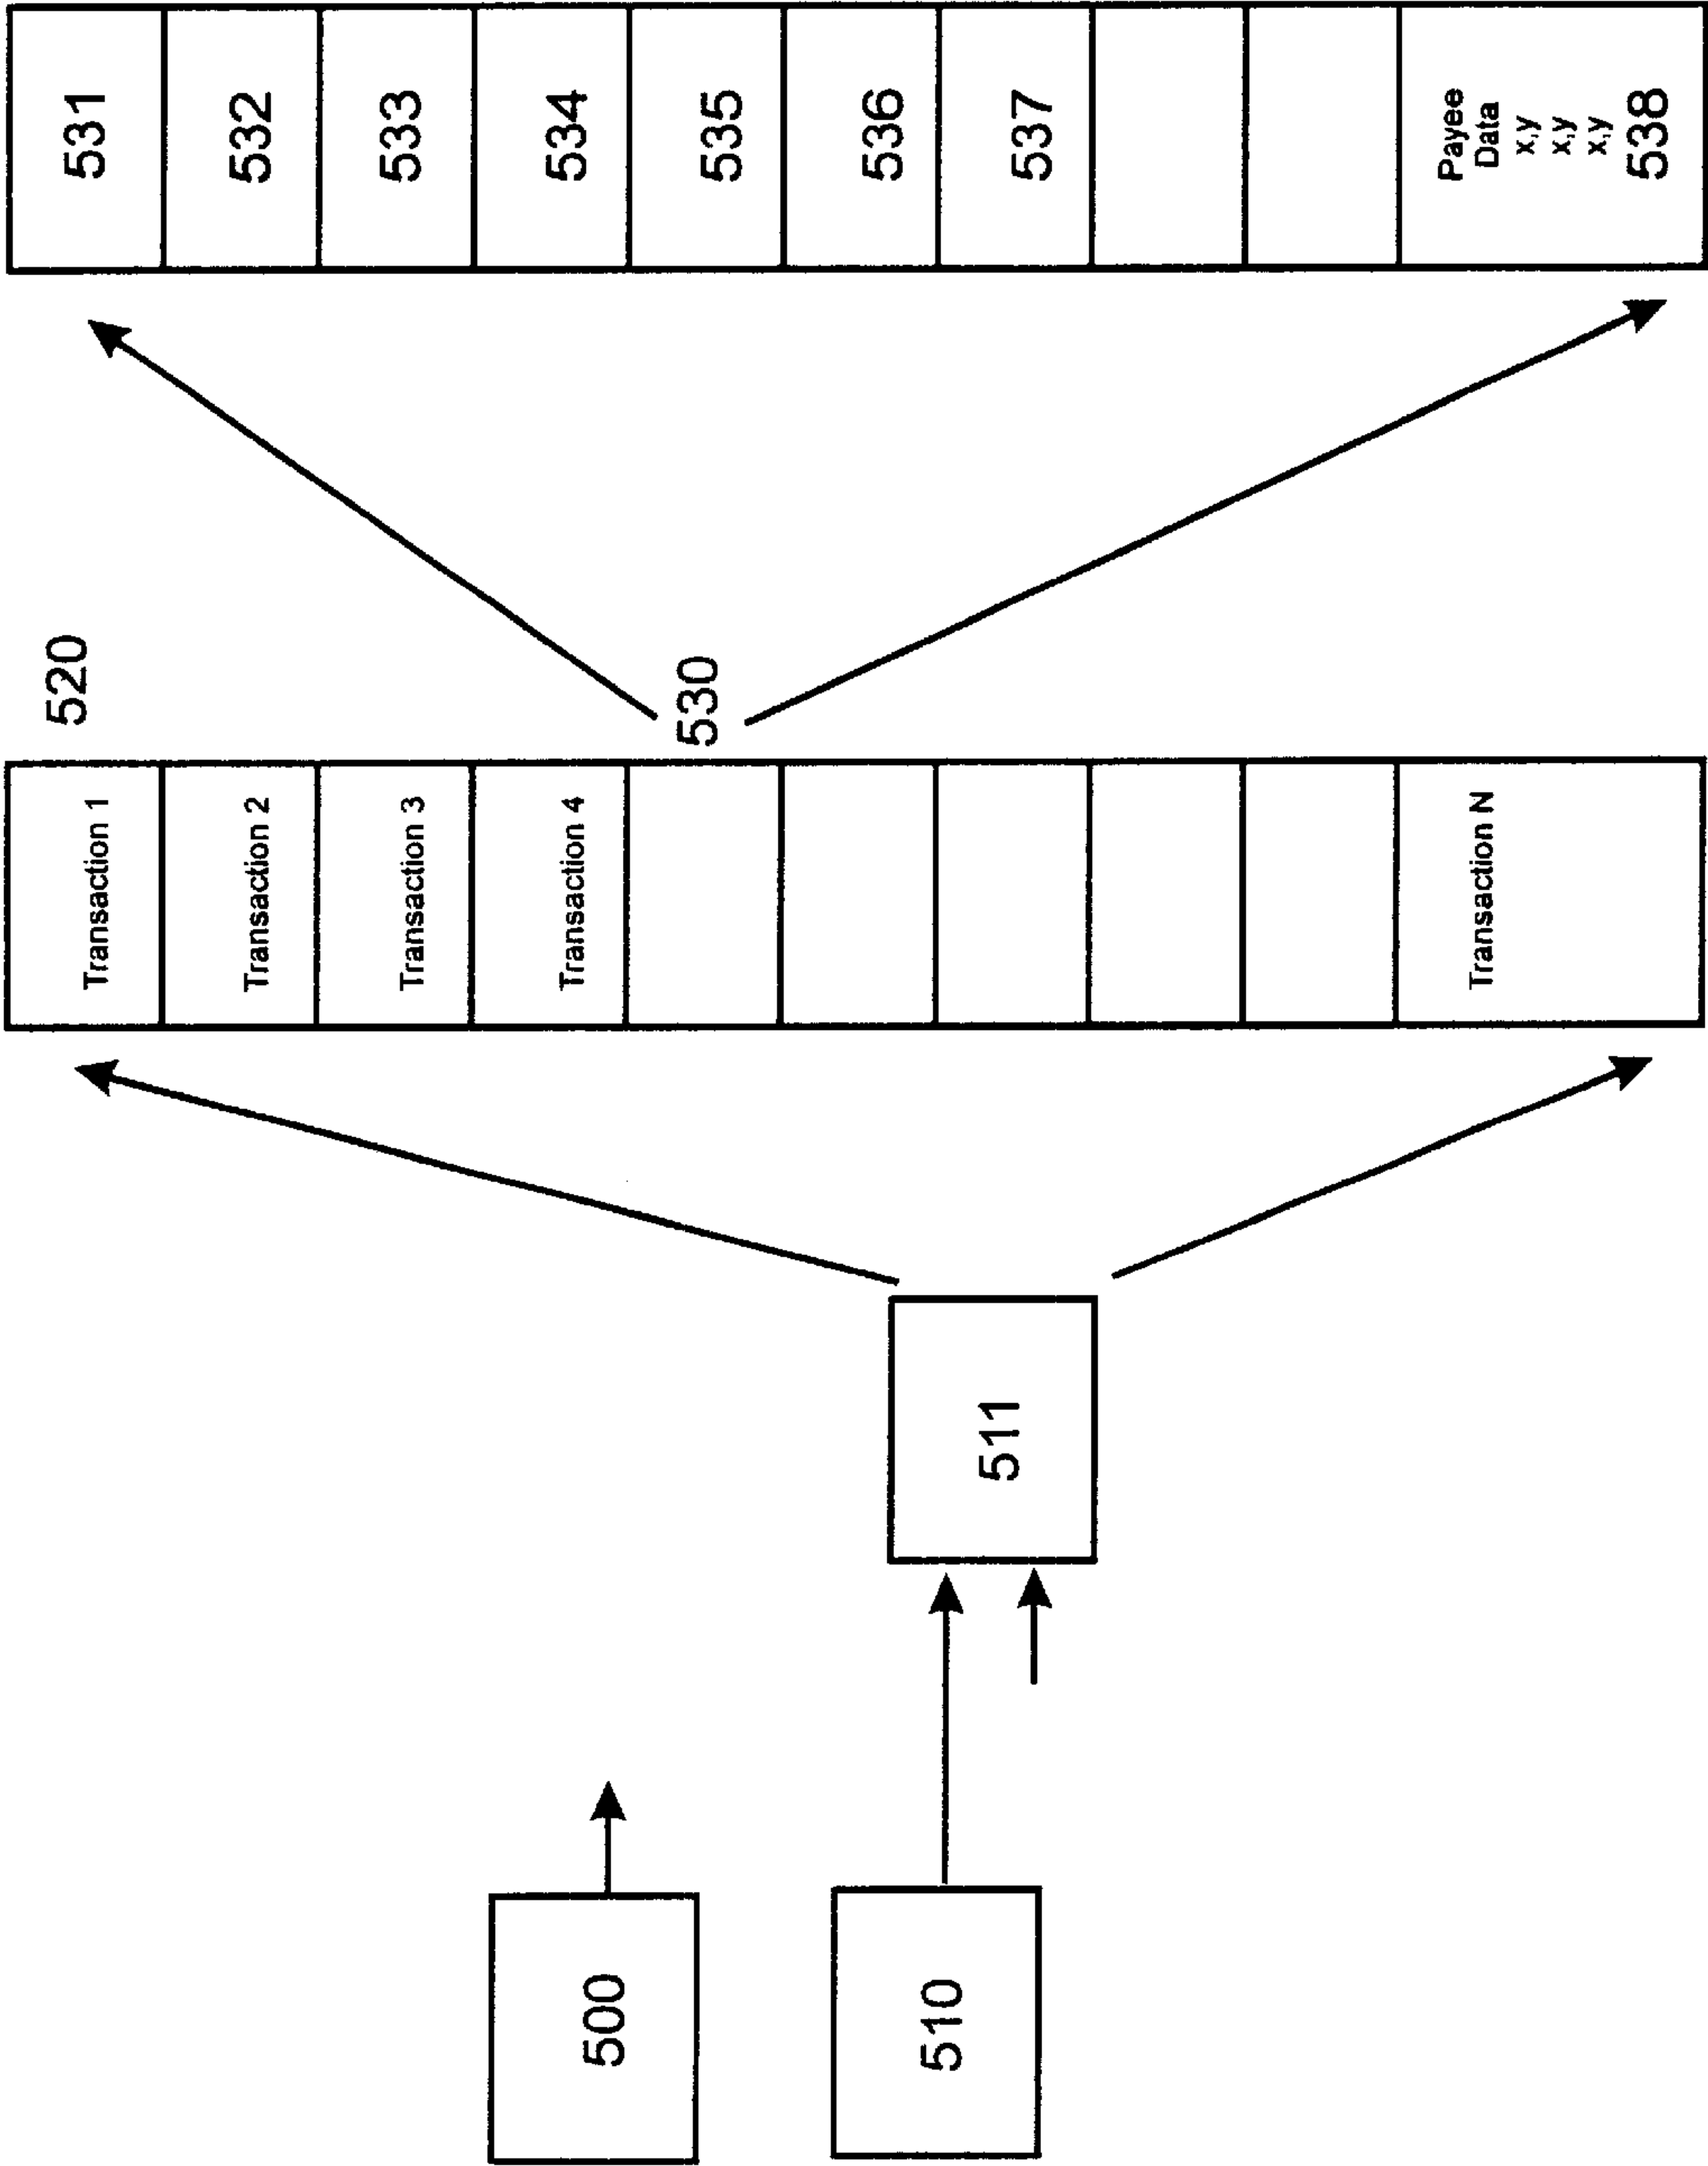 500
510
511
520
Transaction 1
Transaction 2
Transaction 3
Transaction 4
Transaction N
530
531
532
533
534
535
536
537
Payee
Data
x,y
x,y
x,y
538